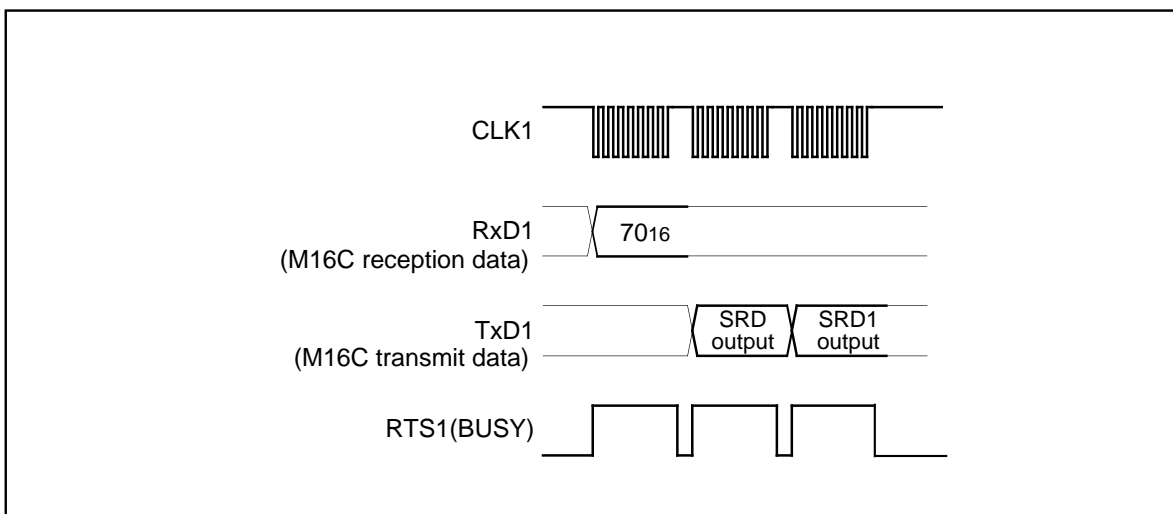 CLK1
RxD1
(M16C reception data)
7016
TxD1
(M16C transmit data)
SRD
output
SRD1
output
RTS1(BUSY)